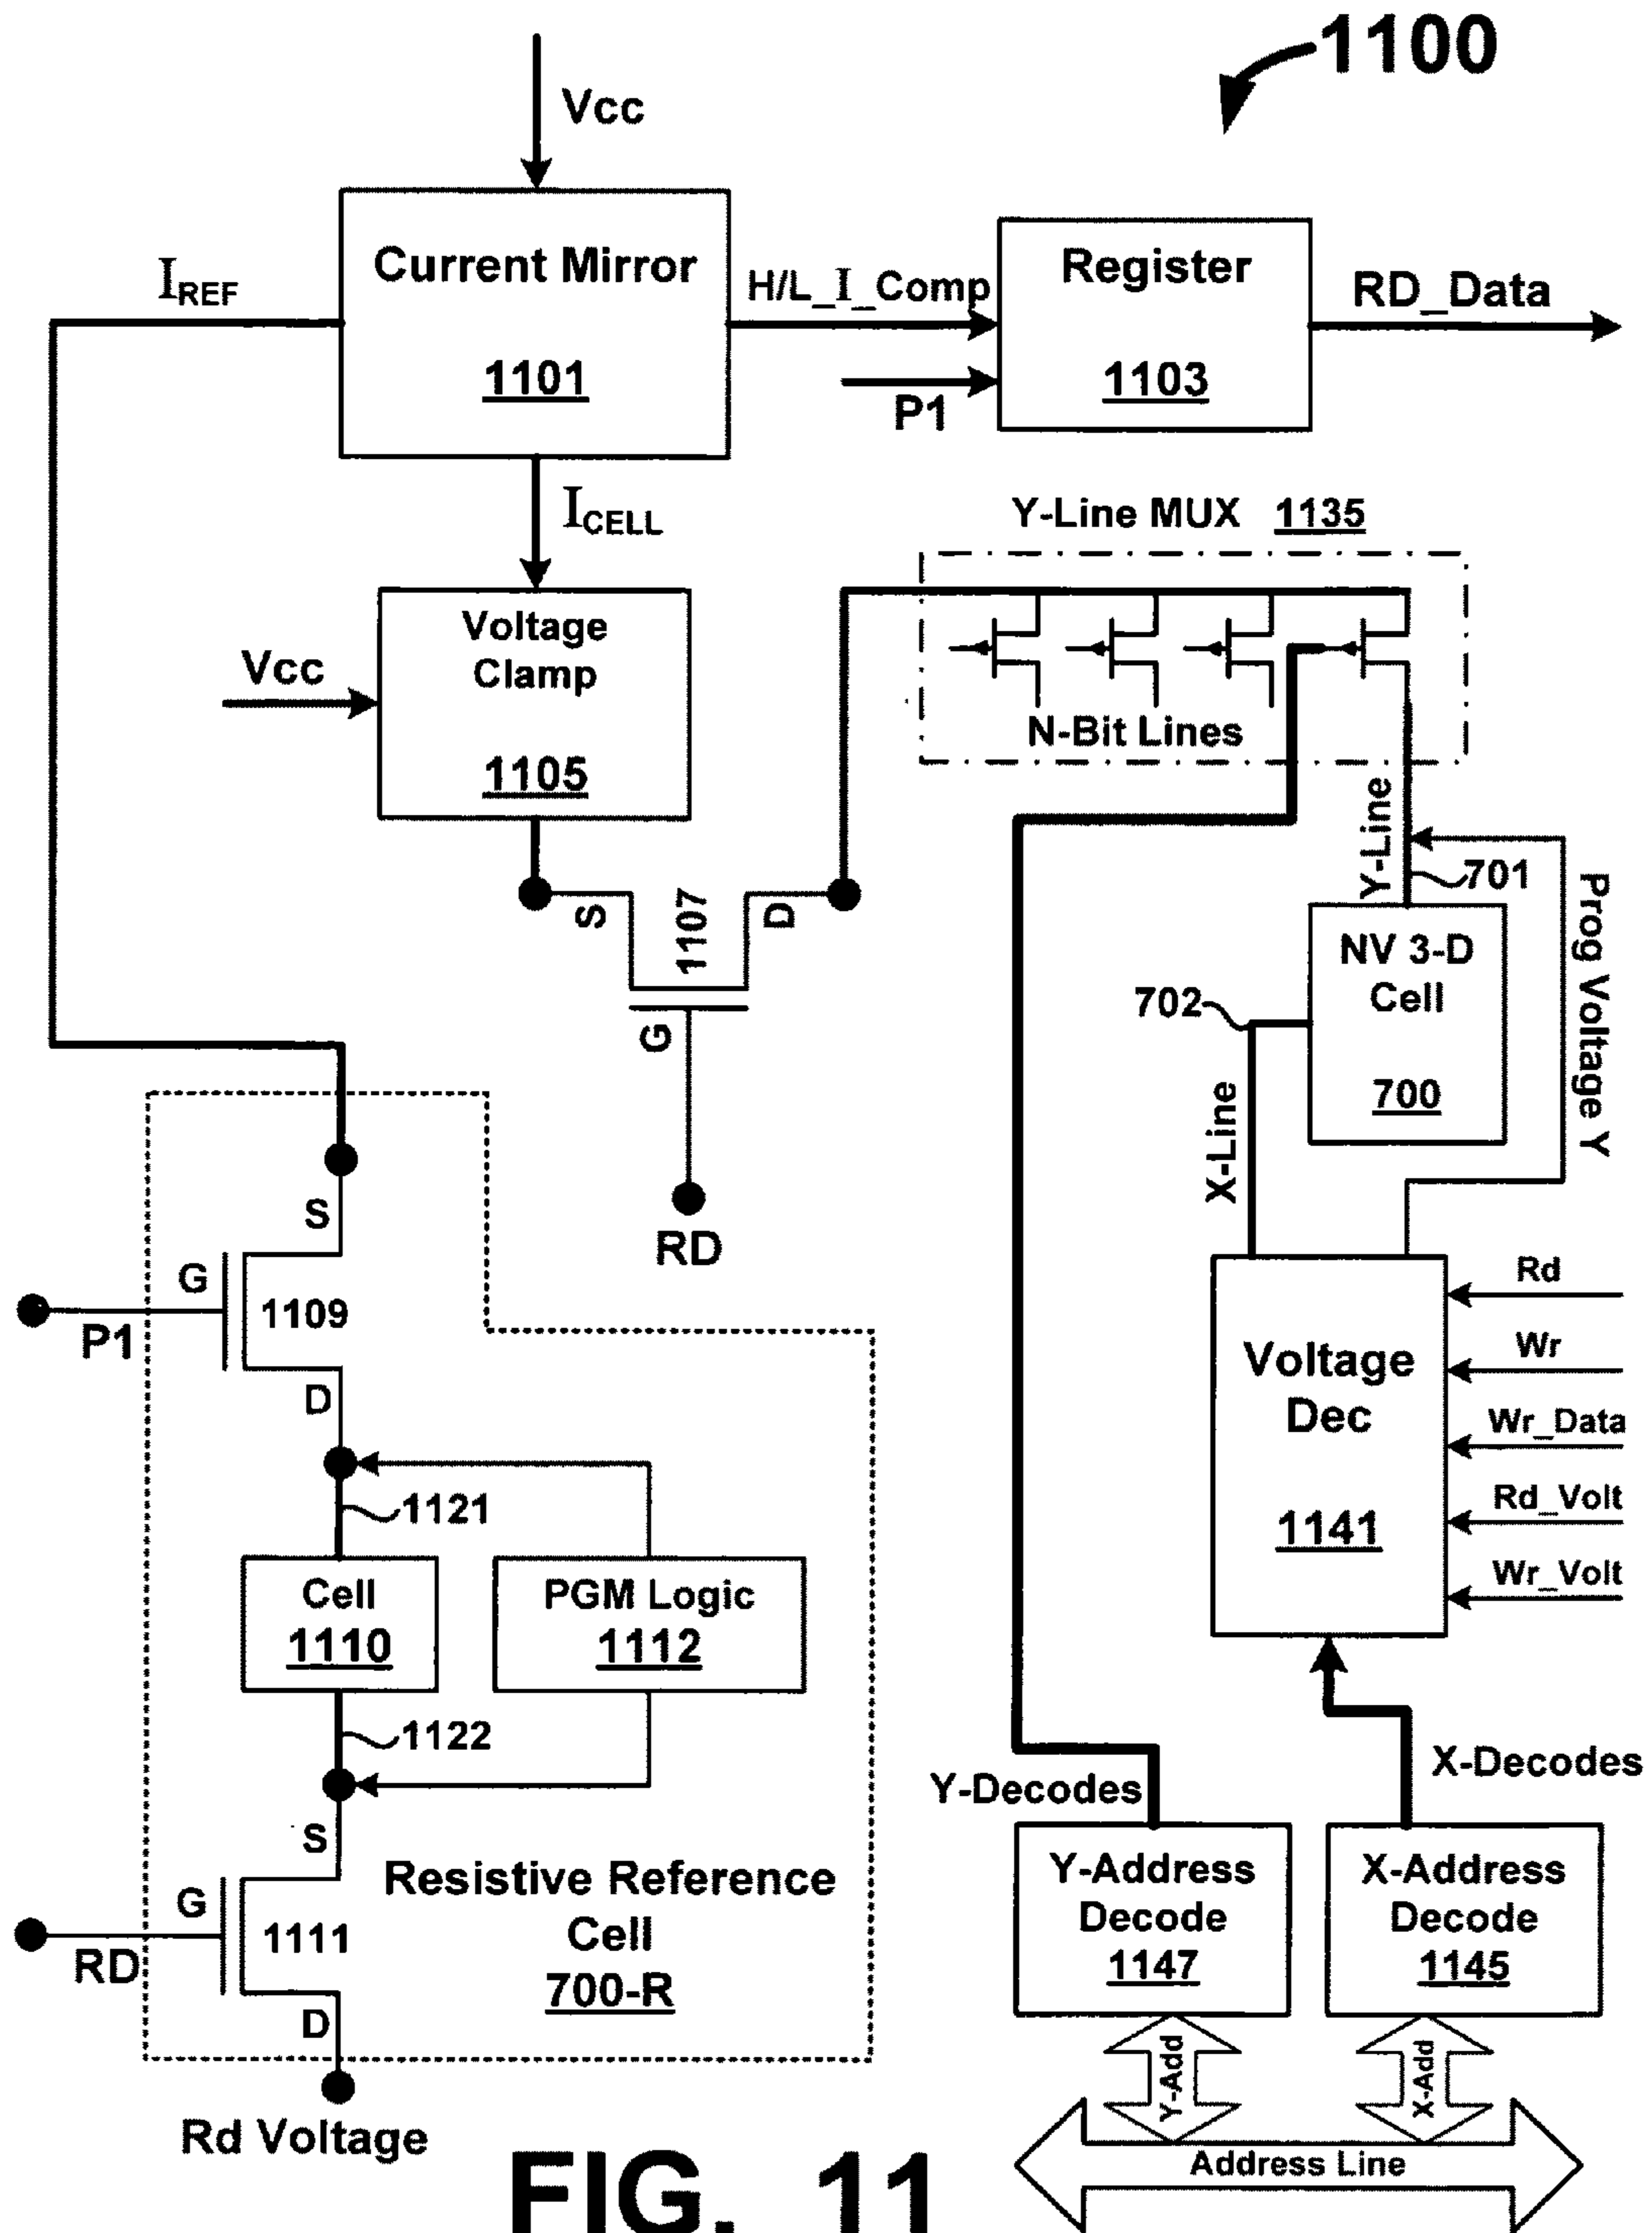 1100
Vcc
Current Mirror
1101
I_REF
H/L_I_Comp
Register
1103
P1
RD_Data
I_CELL
Voltage
Clamp
1105
Vcc
Y-Line MUX 1135
N-Bit Lines
S
1107
D
G
RD
Y-Line
701
Prog Voltage Y
NV 3-D
Cell
700
702
X-Line
S
G
1109
P1
D
1121
Cell
1110
PGM Logic
1112
1122
S
G
1111
RD
D
Resistive Reference
Cell
700-R
Rd Voltage
Voltage
Dec
1141
Rd
Wr
Wr_Data
Rd_Volt
Wr_Volt
Y-Decodes
X-Decodes
Y-Address
Decode
1147
X-Address
Decode
1145
Y-Add
X-Add
Address Line
FIG. 11